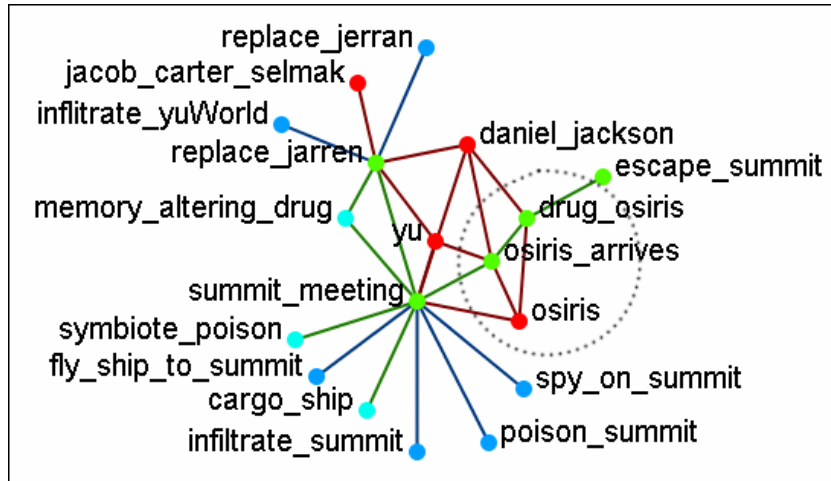 replace_jerran
jacob_carter_selmak
inflitrate_yuWorld
daniel_jackson
replace_jarren
escape_summit
memory_altering_drug
drug_osiris
yu
osiris_arrives
summit_meeting
osiris
symbiote_poison
fly_ship_to_summit
spy_on_summit
cargo_ship
infiltrate_summit
poison_summit